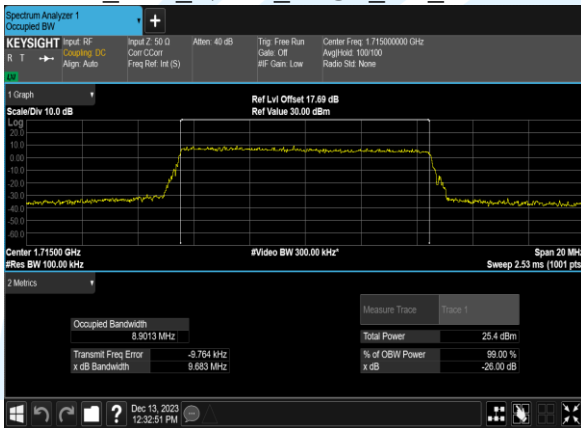 Spectrum Analyzer 1
Occupied BW
KEYSIGHT Input: RF Input Z: 50 Ω Atten: 40 dB Trig: Free Run Center Freq: 1.715000000 GHz
R T Coupling: DC Corr CCorr Gate: Off Avg|Hold: 100/100
Align: Auto Freq Ref: Int (S) #IF Gain: Low Radio Std: None
LV
1 Graph
Ref Lvl Offset 17.69 dB
Scale/Div 10.0 dB Ref Value 30.00 dBm
Log
20.0
10.0
0.00
-10.0
-20.0
-30.0
-40.0
-50.0
-60.0
Center 1.71500 GHz #Video BW 300.00 kHz* Span 20 MHz
#Res BW 100.00 kHz Sweep 2.53 ms (1001 pts
2 Metrics
Measure Trace Trace 1
Occupied Bandwidth
8.9013 MHz Total Power 25.4 dBm
Transmit Freq Error -9.764 kHz % of OBW Power 99.00 %
x dB Bandwidth 9.683 MHz x dB -26.00 dB
? Dec 13, 2023
12:32:51 PM